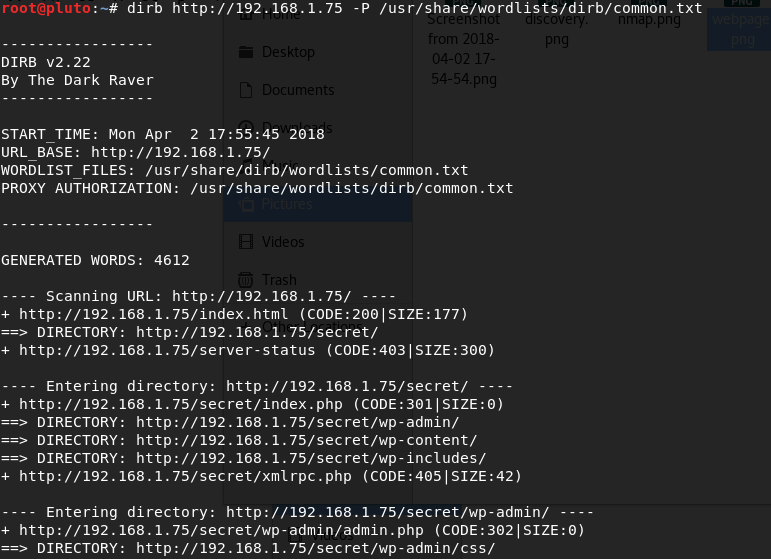 root@pluto:~# dirb http://192.168.1.75 -P /usr/share/wordlists/dirb/common.txt
Home
Screenshot from 2018-04-02 17-54-54.png
discovery.png
nmap.png
webpage.png
-----------------
DIRB v2.22
By The Dark Raver
-----------------
Desktop
Documents
Downloads
START_TIME: Mon Apr  2 17:55:45 2018
URL_BASE: http://192.168.1.75/
WORDLIST_FILES: /usr/share/dirb/wordlists/common.txt
PROXY AUTHORIZATION: /usr/share/wordlists/dirb/common.txt
Music
Pictures
-----------------
Videos
GENERATED WORDS: 4612
Trash
---- Scanning URL: http://192.168.1.75/ ----
+ http://192.168.1.75/index.html (CODE:200|SIZE:177)
==> DIRECTORY: http://192.168.1.75/secret/
Other Locations
+ http://192.168.1.75/server-status (CODE:403|SIZE:300)
---- Entering directory: http://192.168.1.75/secret/ ----
+ http://192.168.1.75/secret/index.php (CODE:301|SIZE:0)
==> DIRECTORY: http://192.168.1.75/secret/wp-admin/
==> DIRECTORY: http://192.168.1.75/secret/wp-content/
==> DIRECTORY: http://192.168.1.75/secret/wp-includes/
+ http://192.168.1.75/secret/xmlrpc.php (CODE:405|SIZE:42)
---- Entering directory: http://192.168.1.75/secret/wp-admin/ ----
+ http://192.168.1.75/secret/wp-admin/admin.php (CODE:302|SIZE:0)
==> DIRECTORY: http://192.168.1.75/secret/wp-admin/css/